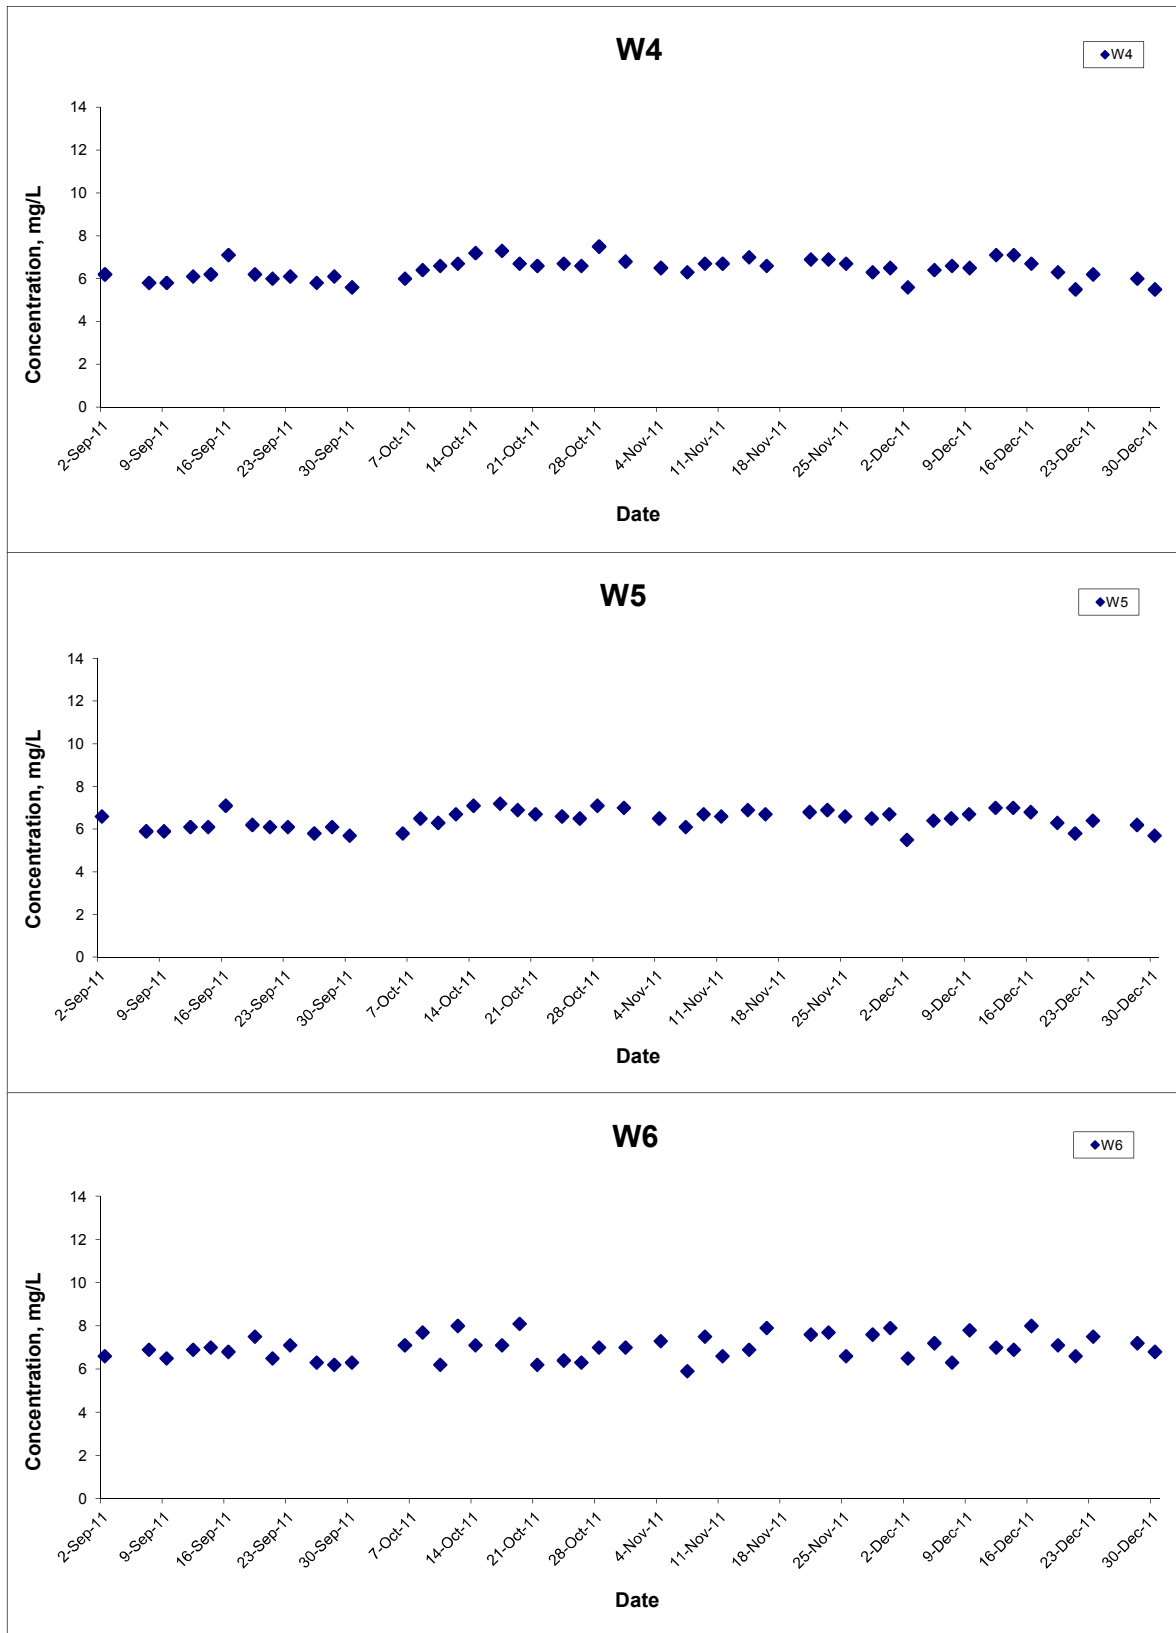 W4
W4
14
12
10
8
6
4
2
0
Concentration, mg/L
2-Sep-11
9-Sep-11
16-Sep-11
23-Sep-11
30-Sep-11
7-Oct-11
14-Oct-11
21-Oct-11
28-Oct-11
4-Nov-11
11-Nov-11
18-Nov-11
25-Nov-11
2-Dec-11
9-Dec-11
16-Dec-11
23-Dec-11
30-Dec-11
Date
W5
W5
14
12
10
8
6
4
2
0
Concentration, mg/L
2-Sep-11
9-Sep-11
16-Sep-11
23-Sep-11
30-Sep-11
7-Oct-11
14-Oct-11
21-Oct-11
28-Oct-11
4-Nov-11
11-Nov-11
18-Nov-11
25-Nov-11
2-Dec-11
9-Dec-11
16-Dec-11
23-Dec-11
30-Dec-11
Date
W6
W6
14
12
10
8
6
4
2
0
Concentration, mg/L
2-Sep-11
9-Sep-11
16-Sep-11
23-Sep-11
30-Sep-11
7-Oct-11
14-Oct-11
21-Oct-11
28-Oct-11
4-Nov-11
11-Nov-11
18-Nov-11
25-Nov-11
2-Dec-11
9-Dec-11
16-Dec-11
23-Dec-11
30-Dec-11
Date